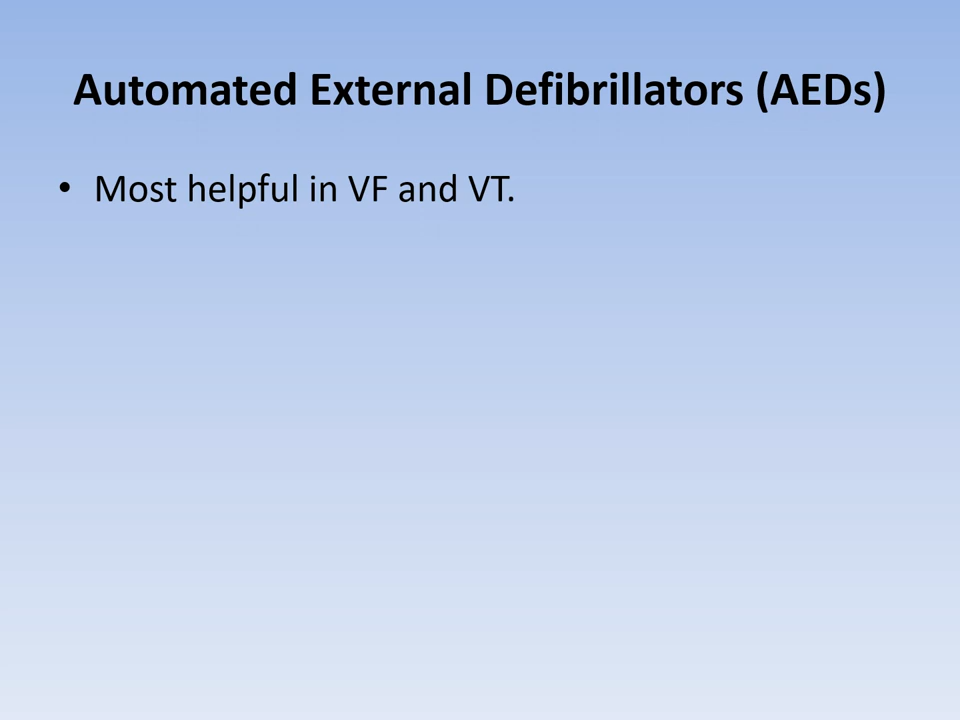 Automated External Defibrillators (AEDs)
• Most helpful in VF and VT.